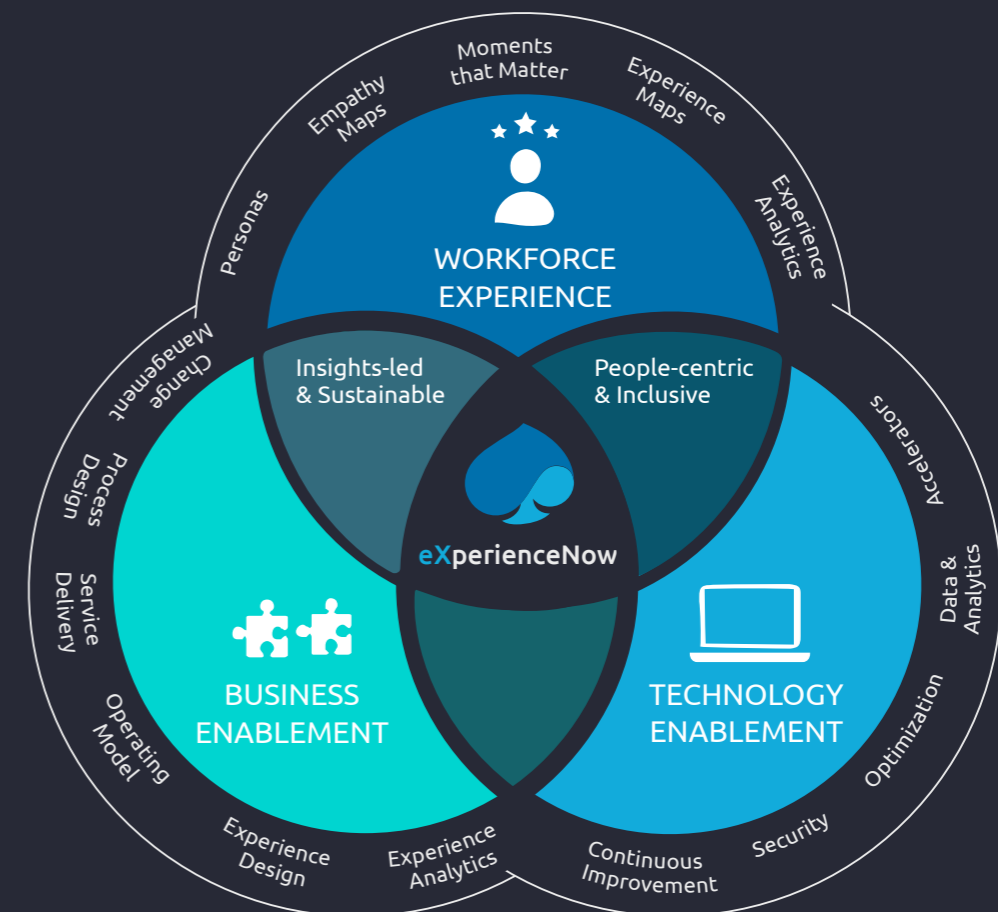 Moments
that Matter
Empathy
Maps
Experience
Maps
Personas
Experience
Analytics
WORKFORCE
EXPERIENCE
Change
Management
Insights-led
& Sustainable
People-centric
& Inclusive
Accelerators
Process
Design
eXperienceNow
Service
Delivery
Data &
Analytics
BUSINESS
ENABLEMENT
TECHNOLOGY
ENABLEMENT
Operating
Model
Optimization
Experience
Design
Experience
Analytics
Continuous
Improvement
Security